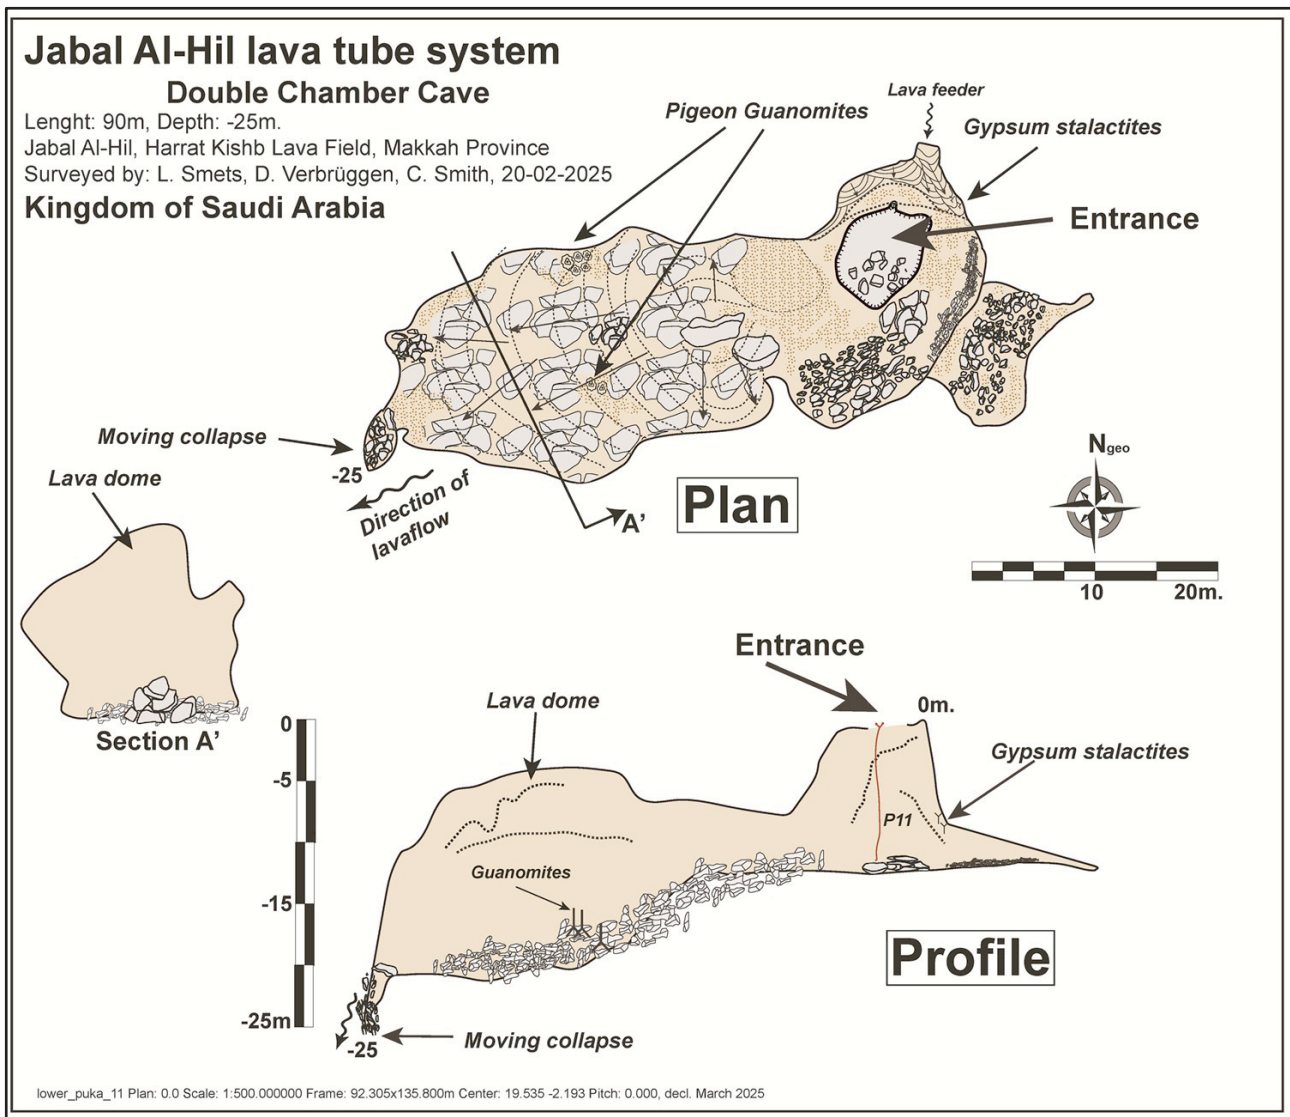 Jabal Al-Hil lava tube system
Double Chamber Cave
Lenght: 90m, Depth: -25m.
Jabal Al-Hil, Harrat Kishb Lava Field, Makkah Province
Surveyed by: L. Smets, D. Verbrüggen, C. Smith, 20-02-2025
Kingdom of Saudi Arabia
Pigeon Guanomites
Lava feeder
Gypsum stalactites
Entrance
Moving collapse
-25
Direction of
lavaflow
A'
Plan
Ngeo
10
20m.
Lava dome
Section A'
Entrance
0m.
Lava dome
Gypsum stalactites
P11
Guanomites
0
-5
-15
-25m
Profile
-25
Moving collapse
lower_puka_11 Plan: 0.0 Scale: 1:500.000000 Frame: 92.305x135.800m Center: 19.535 -2.193 Pitch: 0.000, decl. March 2025